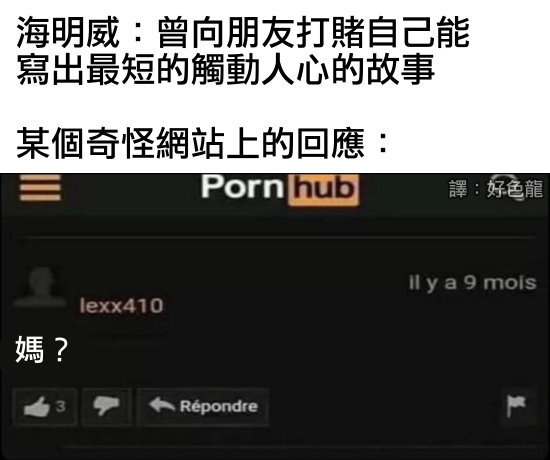 海明威：曾向朋友打賭自己能
寫出最短的觸動人心的故事
某個奇怪網站上的回應：
Porn hub
譯：好色龍
il y a 9 mois
lexx410
媽？
3
Répondre